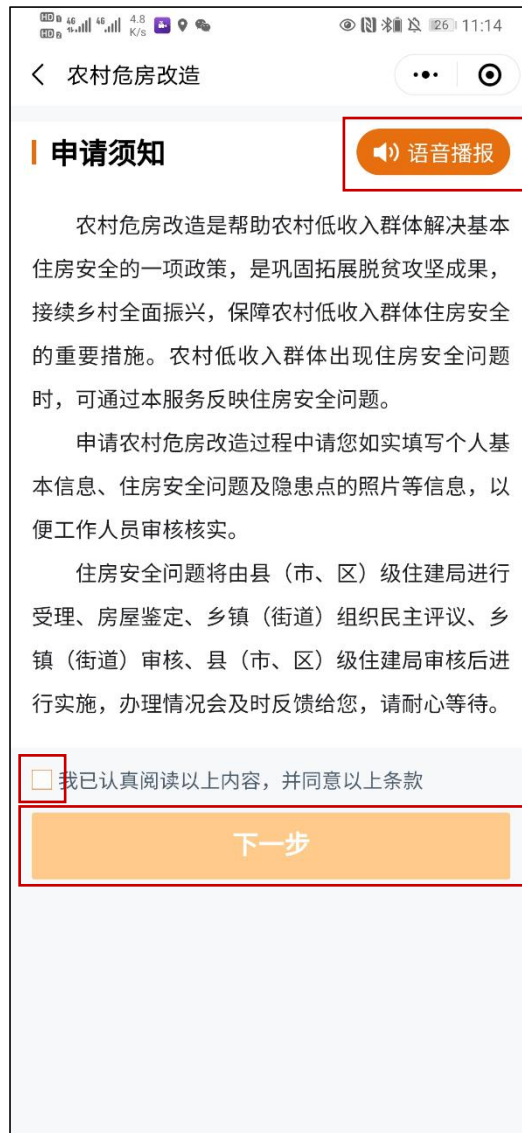 HD B 46 46 4.8 26 11:14
HD B K/s
农村危房改造
申请须知
语音播报
农村危房改造是帮助农村低收入群体解决基本
住房安全的一项政策，是巩固拓展脱贫攻坚成果，
接续乡村全面振兴，保障农村低收入群体住房安全
的重要措施。农村低收入群体出现住房安全问题
时，可通过本服务反映住房安全问题。
申请农村危房改造过程中请您如实填写个人基
本信息、住房安全问题及隐患点的照片等信息，以
便工作人员审核核实。
住房安全问题将由县（市、区）级住建局进行
受理、房屋鉴定、乡镇（街道）组织民主评议、乡
镇（街道）审核、县（市、区）级住建局审核后进
行实施，办理情况会及时反馈给您，请耐心等待。
我已认真阅读以上内容，并同意以上条款
下一步